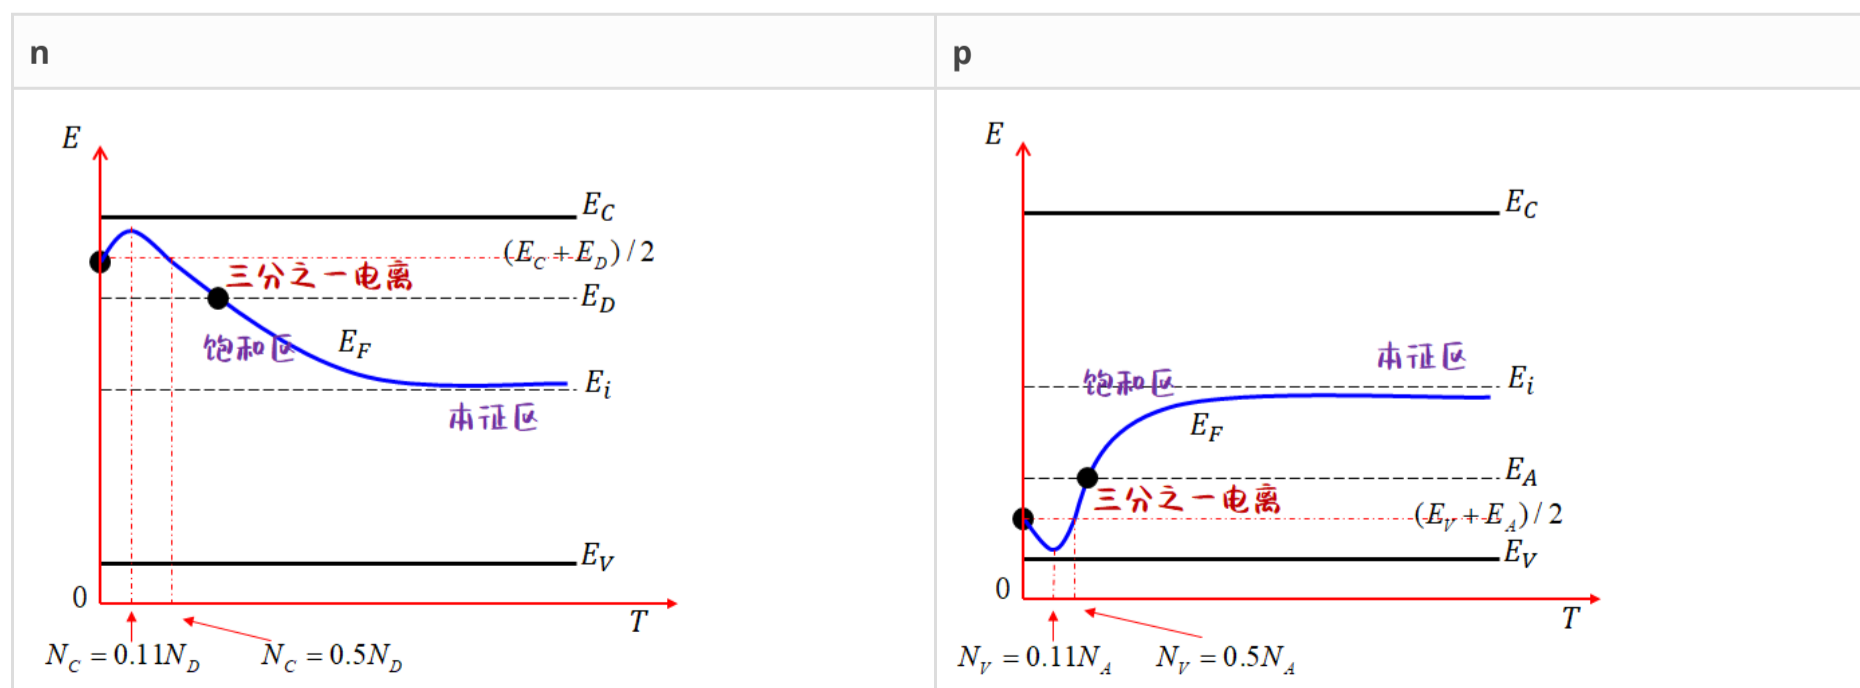 n
p
E
E_C
(E_C + E_D) / 2
三分之一电离
E_D
饱和区
E_F
E_i
本征区
E_V
0
T
N_C = 0.11N_D
N_C = 0.5N_D
E
E_C
本征区
饱和区
E_i
E_F
E_A
三分之一电离
(E_V + E_A) / 2
E_V
0
T
N_V = 0.11N_A
N_V = 0.5N_A